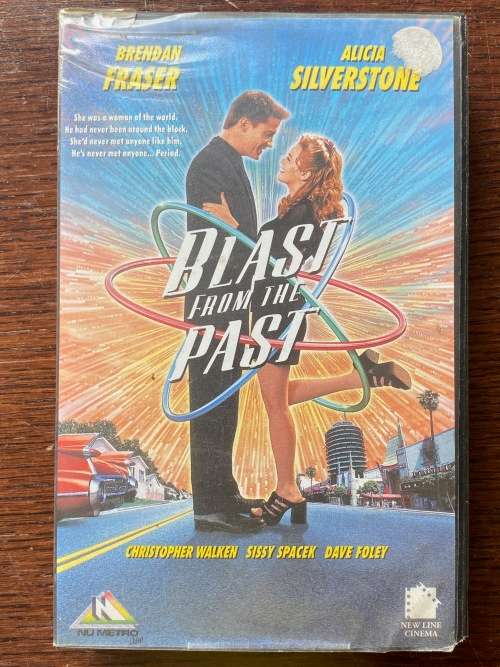 BRENDAN
FRASER
ALICIA
SILVERSTONE
She was a woman of the world.
He had never been around the block.
She'd never met anyone like him,
He's never met anyone... Period.
BLAST
FROM THE
PAST
CHRISTOPHER WALKEN SISSY SPACEK DAVE FOLEY
N
NU METRO
NEW LINE
CINEMA